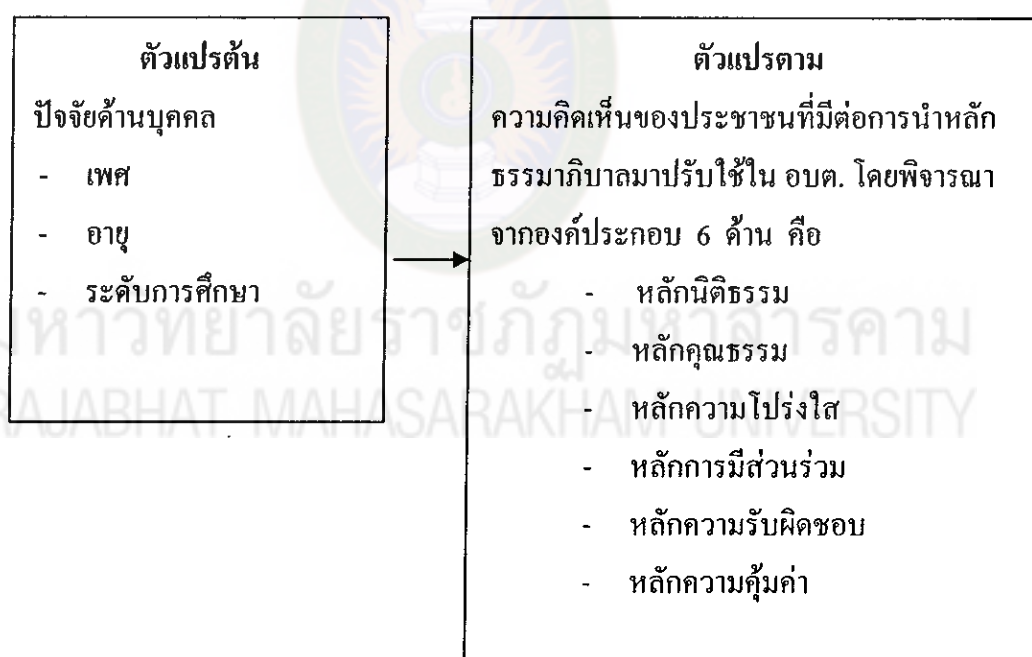 ตัวแปรต้น
ปัจจัยด้านบุคคล
- เพศ
- อายุ
- ระดับการศึกษา
ตัวแปรตาม
ความคิดเห็นของประชาชนที่มีต่อการนำหลัก
ธรรมาภิบาลมาปรับใช้ใน อบต. โดยพิจารณา
จากองค์ประกอบ 6 ด้าน คือ
- หลักนิติธรรม
- หลักคุณธรรม
- หลักความโปร่งใส
- หลักการมีส่วนร่วม
- หลักความรับผิดชอบ
- หลักความคุ้มค่า
มหาวิทยาลัยราชภัฏมหาสารคาม
RAJABHAT MAHASARAKHAM UNIVERSITY